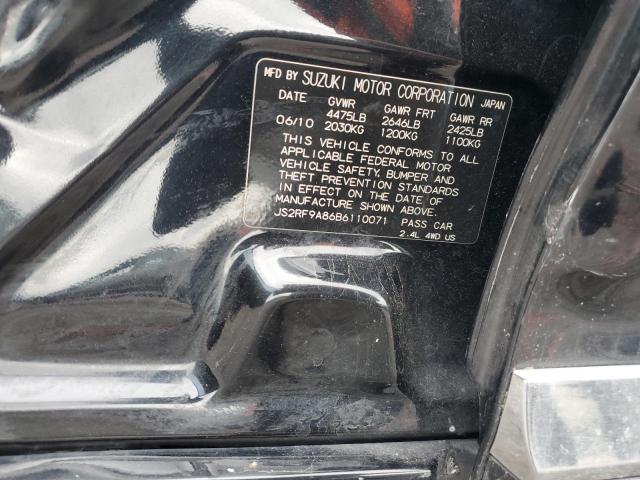 MFD BY SUZUKI MOTOR CORPORATION JAPAN
DATE GVWR GAWR FRT GAWR RR
4475LB 2646LB 2425LB
06/10 2030KG 1200KG 1100KG
THIS VEHICLE CONFORMS TO ALL
APPLICABLE FEDERAL MOTOR
VEHICLE SAFETY, BUMPER AND
THEFT PREVENTION STANDARDS
IN EFFECT ON THE DATE OF
MANUFACTURE SHOWN ABOVE.
JS2RF9A86B6110071 PASS CAR
2.4L 4WD US